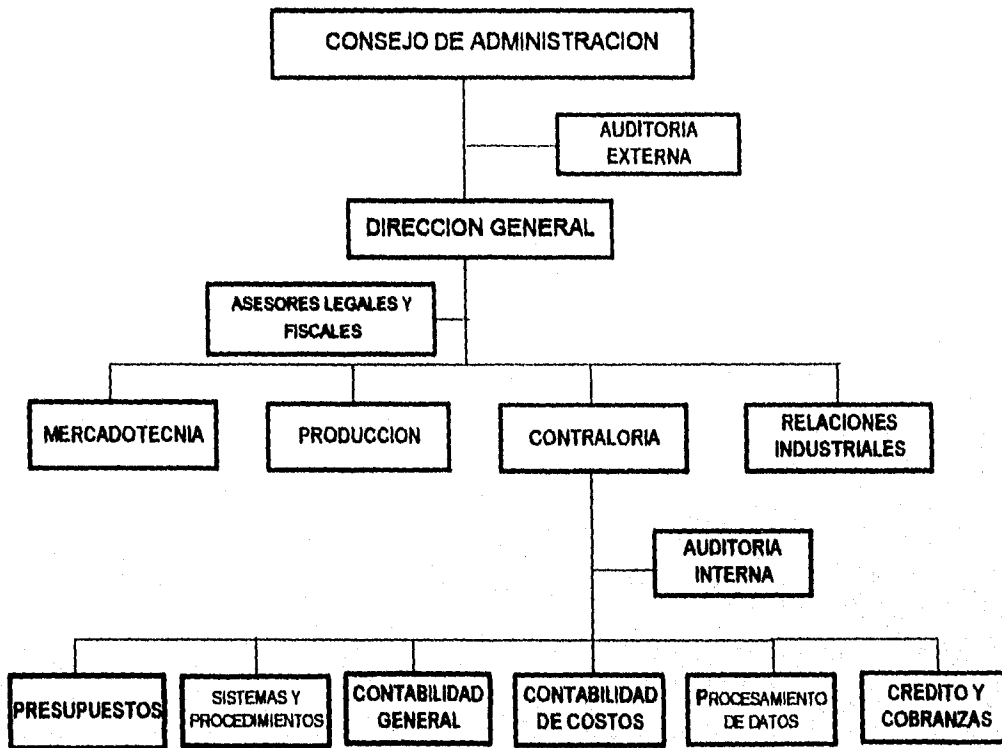 CONSEJO DE ADMINISTRACION
AUDITORIA
EXTERNA
DIRECCION GENERAL
ASESORES LEGALES Y
FISCALES
MERCADOTECNIA
PRODUCCION
CONTRALORIA
RELACIONES
INDUSTRIALES
AUDITORIA
INTERNA
PRESUPUESTOS
SISTEMAS Y
PROCEDIMIENTOS
CONTABILIDAD
GENERAL
CONTABILIDAD
DE COSTOS
PROCESAMIENTO
DE DATOS
CREDITO Y
COBRANZAS